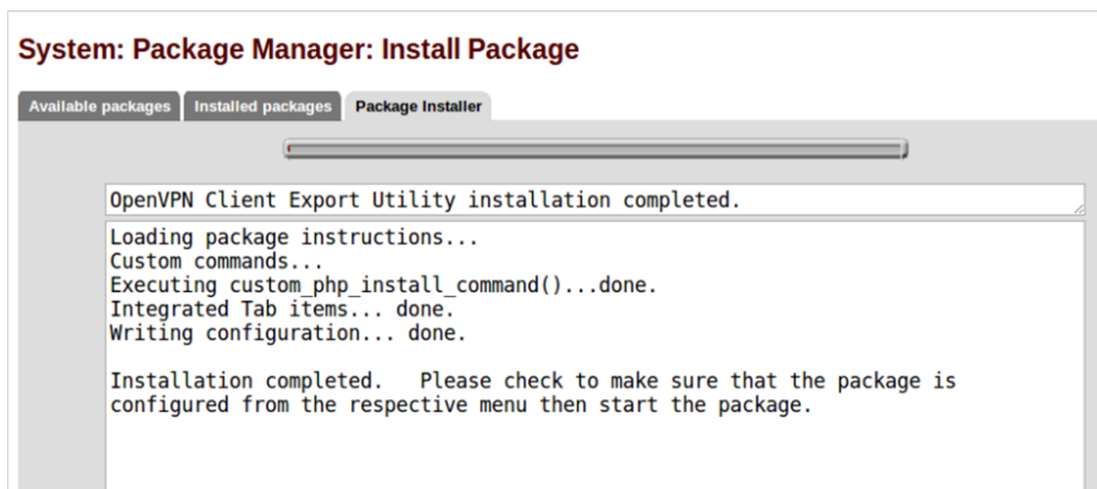 System: Package Manager: Install Package
Available packages Installed packages Package Installer
OpenVPN Client Export Utility installation completed.
Loading package instructions...
Custom commands...
Executing custom_php_install_command()...done.
Integrated Tab items... done.
Writing configuration... done.
Installation completed.   Please check to make sure that the package is
configured from the respective menu then start the package.